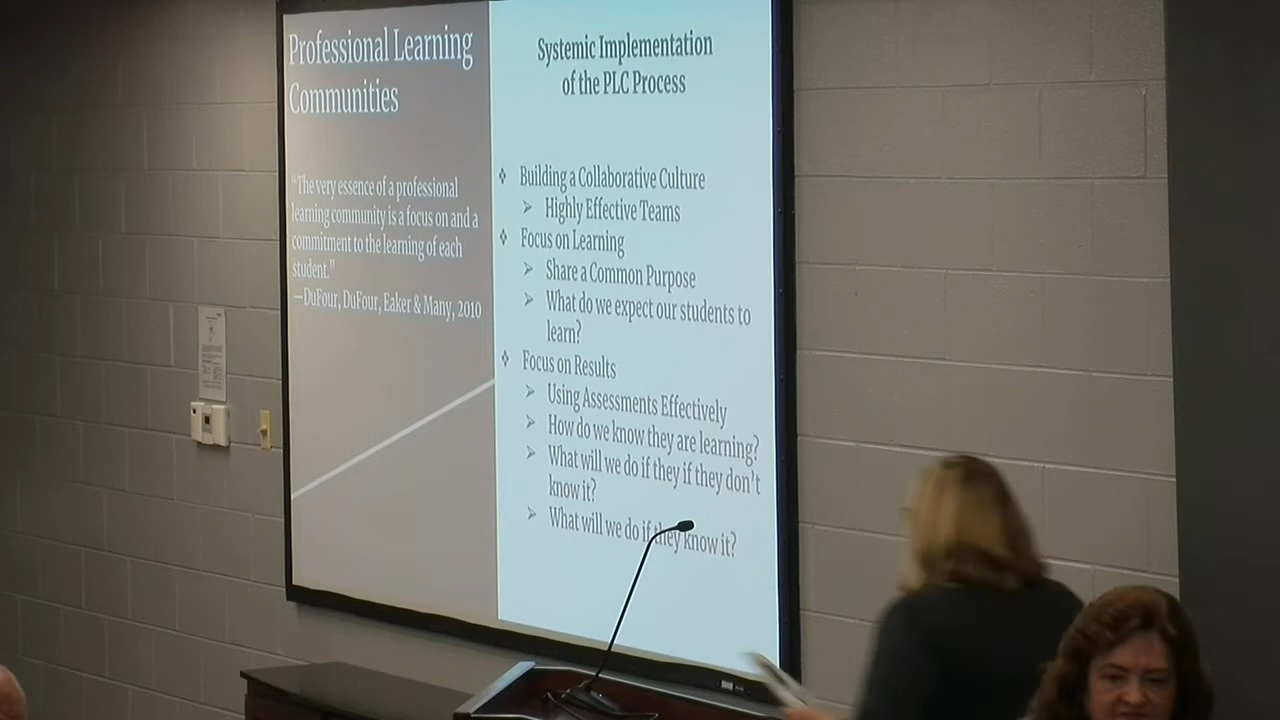 Professional Learning
Communities
"The very essence of a professional
learning community is a focus on and a
commitment to the learning of each
student."
—DuFour, DuFour, Eaker & Many, 2010
Systemic Implementation
of the PLC Process
❖ Building a Collaborative Culture
➢ Highly Effective Teams
❖ Focus on Learning
➢ Share a Common Purpose
➢ What do we expect our students to
learn?
❖ Focus on Results
➢ Using Assessments Effectively
➢ How do we know they are learning?
➢ What will we do if they if they don't
know it?
➢ What will we do if they know it?